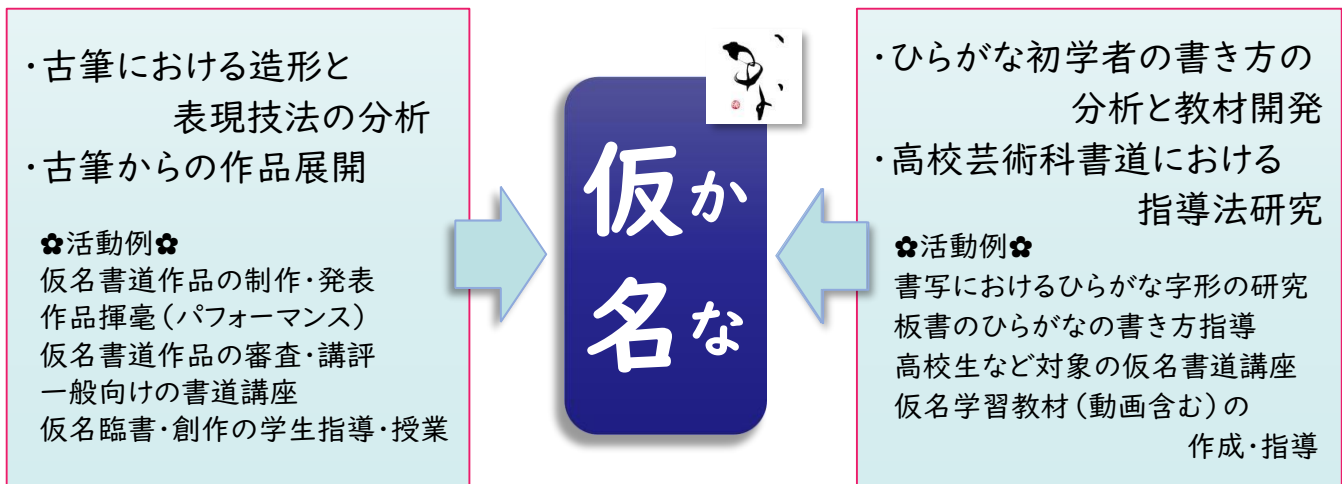 ・古筆における造形と
表現技法の分析
・古筆からの作品展開
✿活動例✿
仮名書道作品の制作・発表
作品揮毫（パフォーマンス）
仮名書道作品の審査・講評
一般向けの書道講座
仮名臨書・創作の学生指導・授業
仮名
かな
・ひらがな初学者の書き方の
分析と教材開発
・高校芸術科書道における
指導法研究
✿活動例✿
書写におけるひらがな字形の研究
板書のひらがなの書き方指導
高校生など対象の仮名書道講座
仮名学習教材（動画含む）の
作成・指導